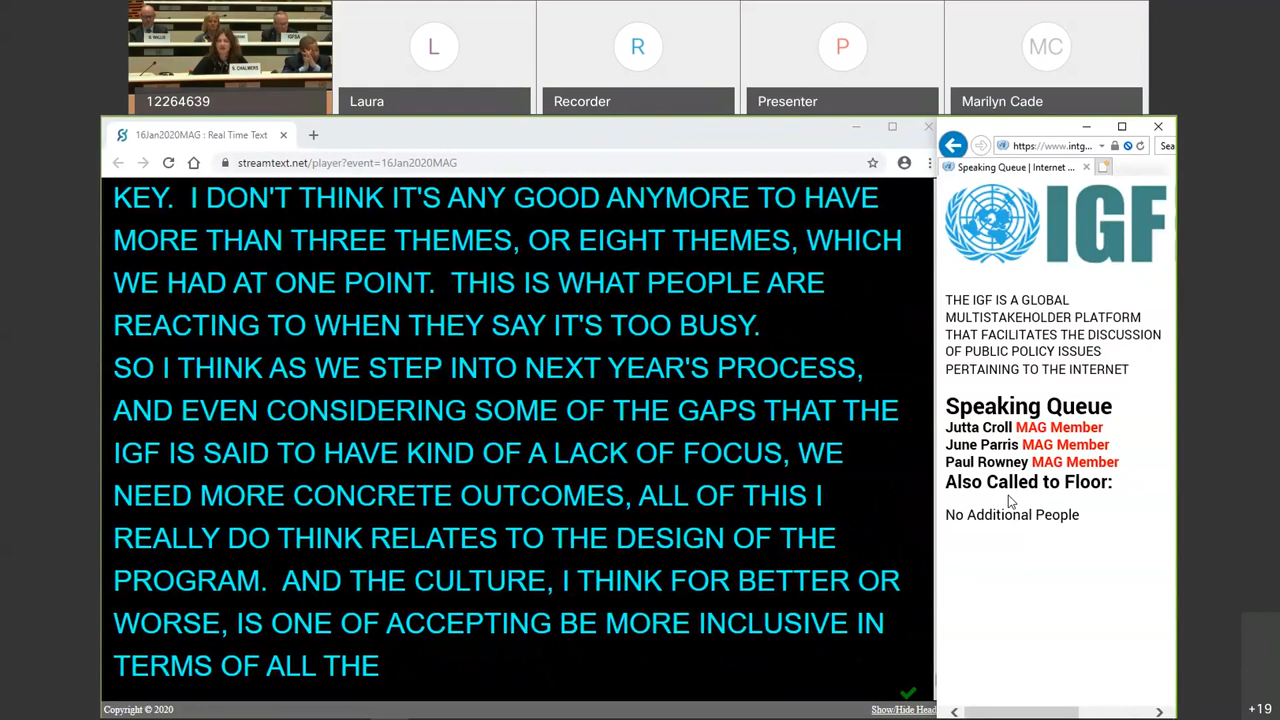 S. CHALMERS
12264639
L
Laura
R
Recorder
P
Presenter
MC
Marilyn Cade
16Jan2020MAG : Real Time Text
streamtext.net/player?event=16Jan2020MAG
KEY. I DON'T THINK IT'S ANY GOOD ANYMORE TO HAVE
MORE THAN THREE THEMES, OR EIGHT THEMES, WHICH
WE HAD AT ONE POINT. THIS IS WHAT PEOPLE ARE
REACTING TO WHEN THEY SAY IT'S TOO BUSY.
SO I THINK AS WE STEP INTO NEXT YEAR'S PROCESS,
AND EVEN CONSIDERING SOME OF THE GAPS THAT THE
IGF IS SAID TO HAVE KIND OF A LACK OF FOCUS, WE
NEED MORE CONCRETE OUTCOMES, ALL OF THIS I
REALLY DO THINK RELATES TO THE DESIGN OF THE
PROGRAM. AND THE CULTURE, I THINK FOR BETTER OR
WORSE, IS ONE OF ACCEPTING BE MORE INCLUSIVE IN
TERMS OF ALL THE
Copyright © 2020
Show/Hide Head
https://www.intg...
Sea
Speaking Queue | Internet ...
IGF
THE IGF IS A GLOBAL
MULTISTAKEHOLDER PLATFORM
THAT FACILITATES THE DISCUSSION
OF PUBLIC POLICY ISSUES
PERTAINING TO THE INTERNET
Speaking Queue
Jutta Croll MAG Member
June Parris MAG Member
Paul Rowney MAG Member
Also Called to Floor:
No Additional People
+19